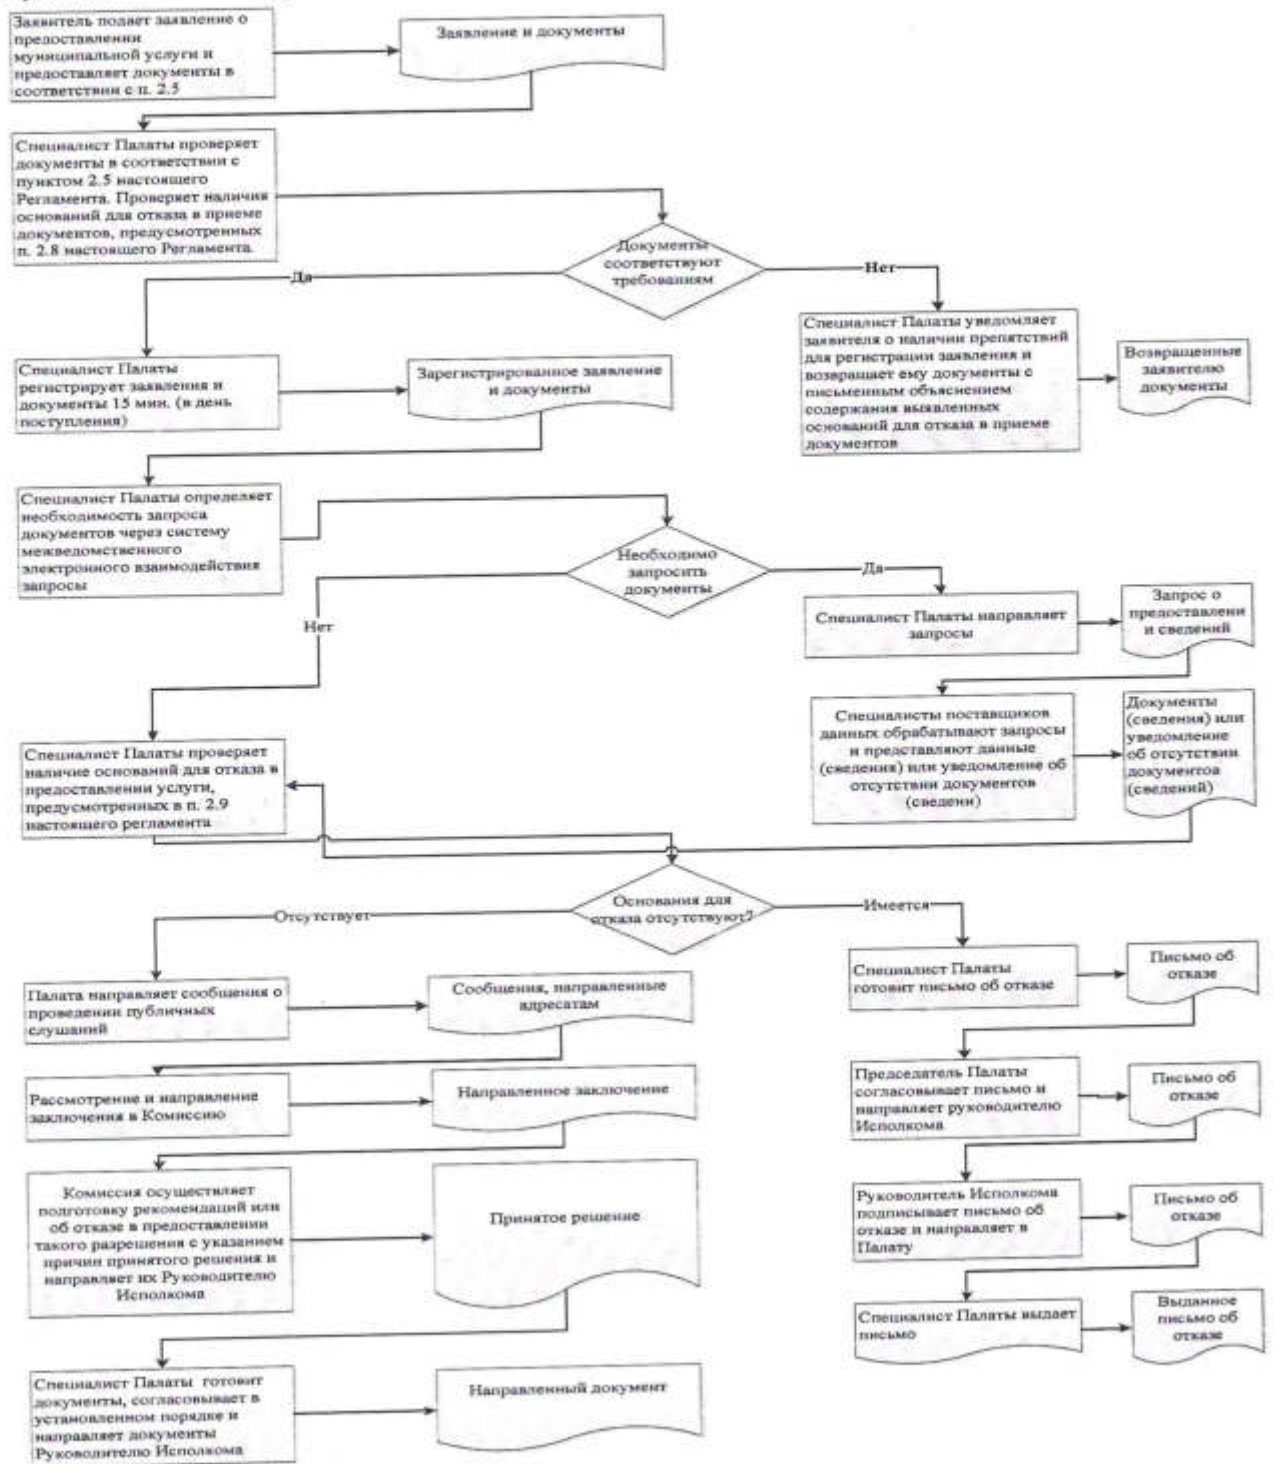 Заявитель подает заявление о
предоставлении
муниципальной услуги и
предоставляет документы в
соответствии с п. 2.5
Заявление и документы
Специалист Палаты проверяет
документы в соответствии с
пунктом 2.5 настоящего
Регламента. Проверяет наличия
оснований для отказа в приеме
документов, предусмотренных
п. 2.8 настоящего Регламента.
Документы
соответствуют
требованиям
Да
Нет
Специалист Палаты уведомляет
заявителя о наличии препятствий
для регистрации заявления и
возвращает ему документы с
письменным объяснением
содержания выявленных
оснований для отказа в приеме
документов
Возвращенные
заявителю
документы
Специалист Палаты
регистрирует заявления и
документы 15 мин. (в день
поступления)
Зарегистрированное заявление
и документы
Специалист Палаты определяет
необходимость запроса
документов через систему
межведомственного
электронного взаимодействия
запросы
Необходимо
запросить
документы
Да
Нет
Специалист Палаты направляет
запросы
Запрос о
предоставлени
и сведений
Специалисты поставщиков
данных обрабатывают запросы
и представляют данные
(сведения) или уведомление об
отсутствии документов
(сведени)
Документы
(сведения) или
уведомление
об отсутствии
документов
(сведений)
Специалист Палаты проверяет
наличие оснований для отказа в
предоставлении услуги,
предусмотренных в п. 2.9
настоящего регламента
Основания для
отказа отсутствуют?
Отсутствует
Имеется
Палата направляет сообщения о
проведении публичных
слушаний
Сообщения, направленные
адресатам
Специалист Палаты
готовит письмо об отказе
Письмо об
отказе
Рассмотрение и направление
заключения в Комиссию
Направленное заключение
Председатель Палаты
согласовывает письмо и
направляет руководителю
Исполкома
Письмо об
отказе
Комиссия осуществляет
подготовку рекомендаций или
об отказе в предоставлении
такого разрешения с указанием
причин принятого решения и
направляет их Руководителю
Исполкома
Принятое решение
Руководитель Исполкома
подписывает письмо об
отказе и направляет в
Палату
Письмо об
отказе
Специалист Палаты выдает
письмо
Выданное
письмо об
отказе
Специалист Палаты готовит
документы, согласовывает в
установленном порядке и
направляет документы
Руководителю Исполкома
Направленный документ